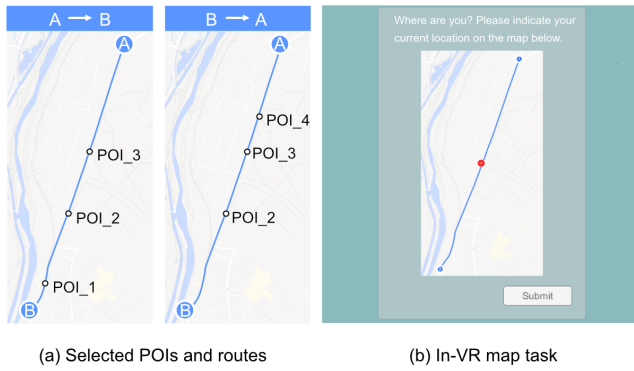 A → B
A
POI_3
POI_2
POI_1
B
B → A
A
POI_4
POI_3
POI_2
B
(a) Selected POIs and routes
Where are you? Please indicate your
current location on the map below.
Submit
(b) In-VR map task